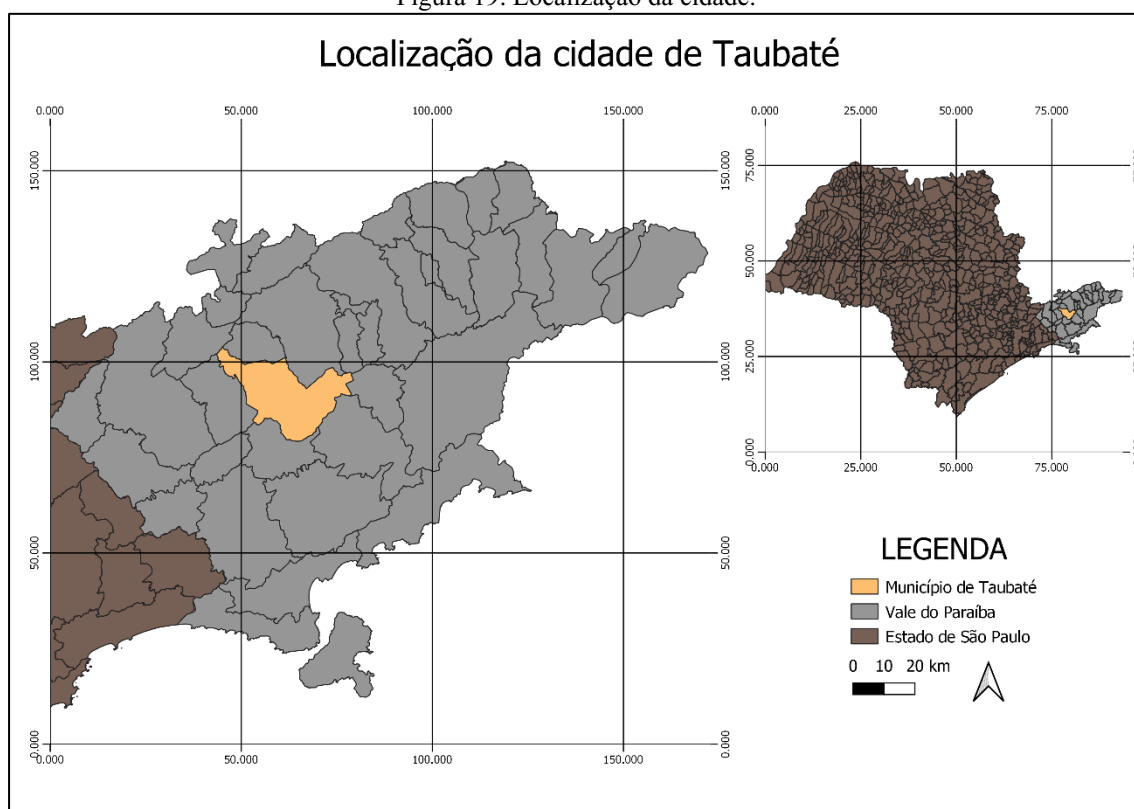 Figura 19: Localização da cidade.
Localização da cidade de Taubaté
0.000 50.000 100.000 150.000
150.000 150.000
100.000 100.000
50.000 50.000
0.000 0.000
0.000 50.000 100.000 150.000
0.000 25.000 50.000 75.000
75.000
50.000
25.000
0.000
0.000 25.000 50.000 75.000
LEGENDA
Município de Taubaté
Vale do Paraíba
Estado de São Paulo
0 10 20 km